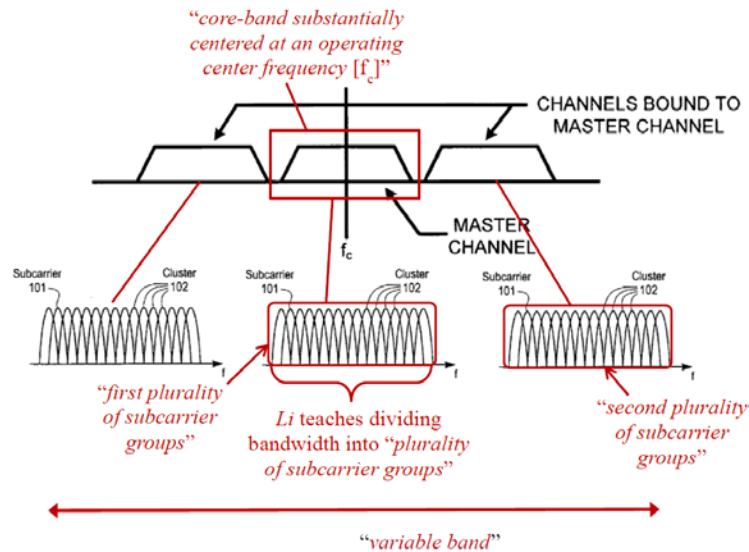 “core-band substantially
centered at an operating
center frequency [fc]”
CHANNELS BOUND TO
MASTER CHANNEL
MASTER
CHANNEL
fc
Subcarrier
101
Cluster
102
f
Subcarrier
101
Cluster
102
f
Subcarrier
101
Cluster
102
f
“first plurality
of subcarrier
groups”
Li teaches dividing
bandwidth into “plurality
of subcarrier groups”
“second plurality
of subcarrier
groups”
“variable band”